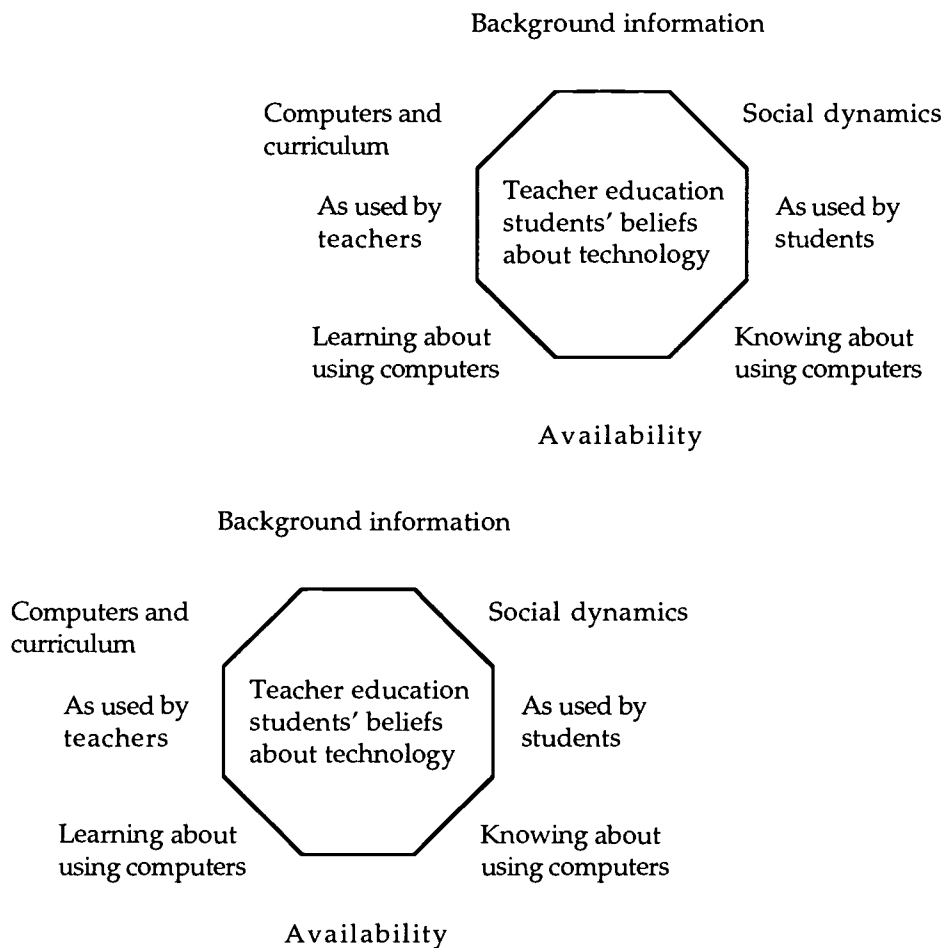 Background information
Computers and
curriculum
Social dynamics
As used by
teachers
Teacher education
students' beliefs
about technology
As used by
students
Learning about
using computers
Knowing about
using computers
Availability
Background information
Computers and
curriculum
Social dynamics
As used by
teachers
Teacher education
students' beliefs
about technology
As used by
students
Learning about
using computers
Knowing about
using computers
Availability